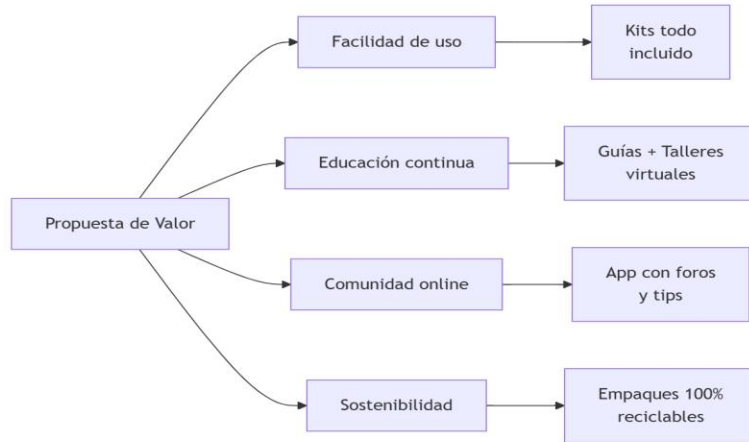 Propuesta de Valor
Facilidad de uso
Kits todo
incluido
Educación continua
Guías + Talleres
virtuales
Comunidad online
App con foros
y tips
Sostenibilidad
Empaques 100%
reciclables